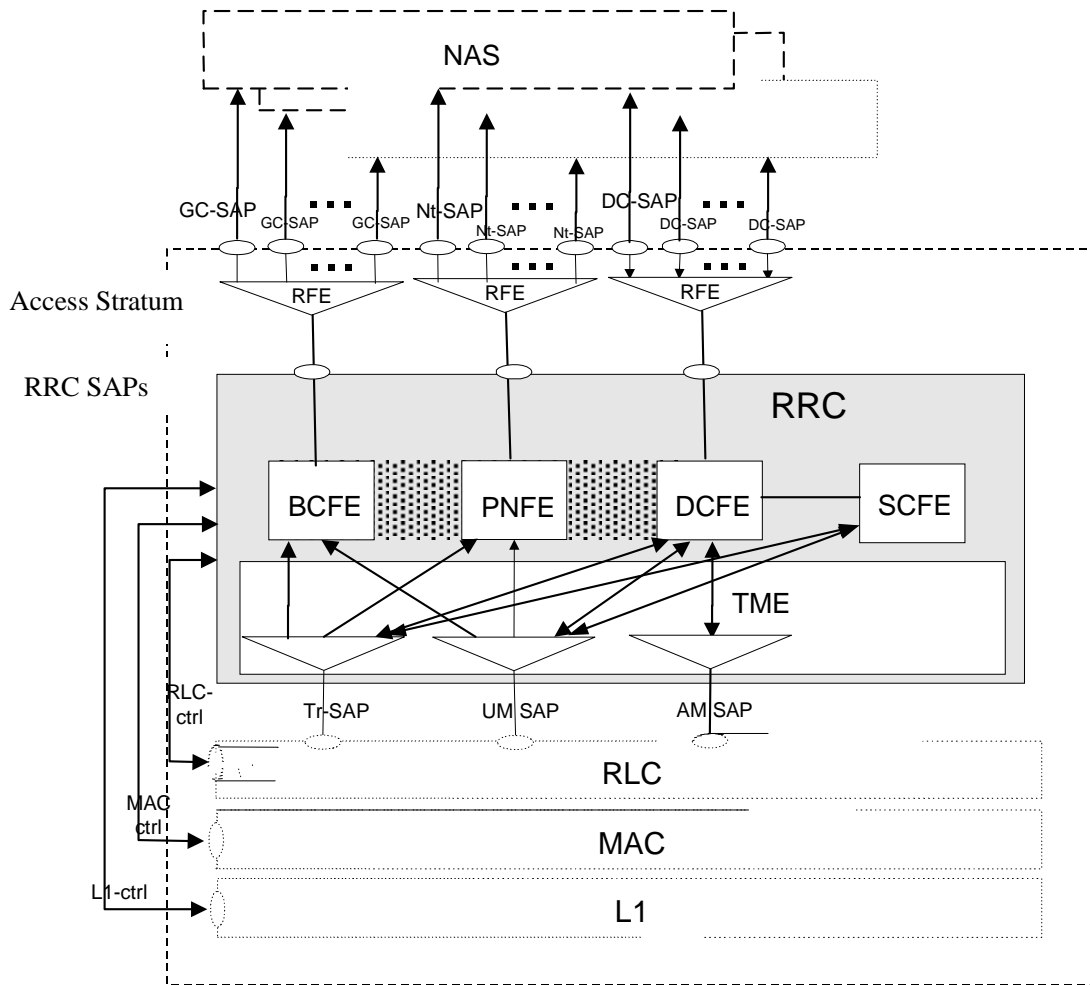 NAS
GC-SAP
GC-SAP
GC-SAP
Nt-SAP
Nt-SAP
Nt-SAP
DC-SAP
DC-SAP
DC-SAP
RFE
RFE
RFE
Access Stratum
RRC SAPs
RRC
BCFE
PNFE
DCFE
SCFE
TME
RLC-
ctrl
Tr-SAP
UM SAP
AM SAP
RLC
MAC
ctrl
MAC
L1-ctrl
L1